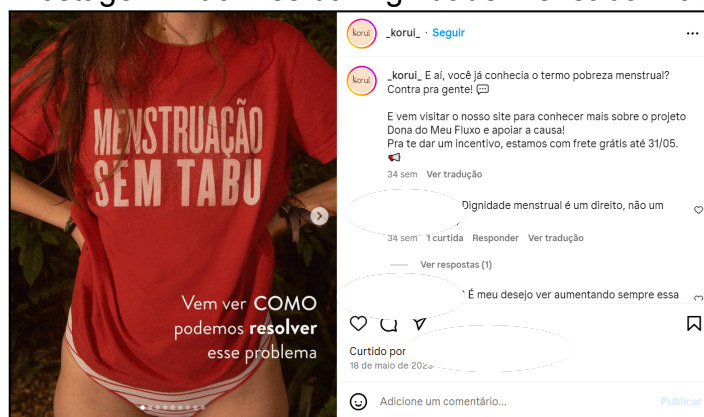 MENSTRUAÇÃO
SEM TABU
Vem ver COMO
podemos resolver
esse problema
korui
_korui_ · Seguir
korui
_korui_ E aí, você já conhecia o termo pobreza menstrual?
Contra pra gente!
E vem visitar o nosso site para conhecer mais sobre o projeto
Dona do Meu Fluxo e apoiar a causa!
Pra te dar um incentivo, estamos com frete grátis até 31/05.
34 sem Ver tradução
Dignidade menstrual é um direito, não um
34 sem 1 curtida Responder Ver tradução
Ver respostas (1)
É meu desejo ver aumentando sempre essa
Curtido por
18 de maio de
Adicione um comentário...
Publicar